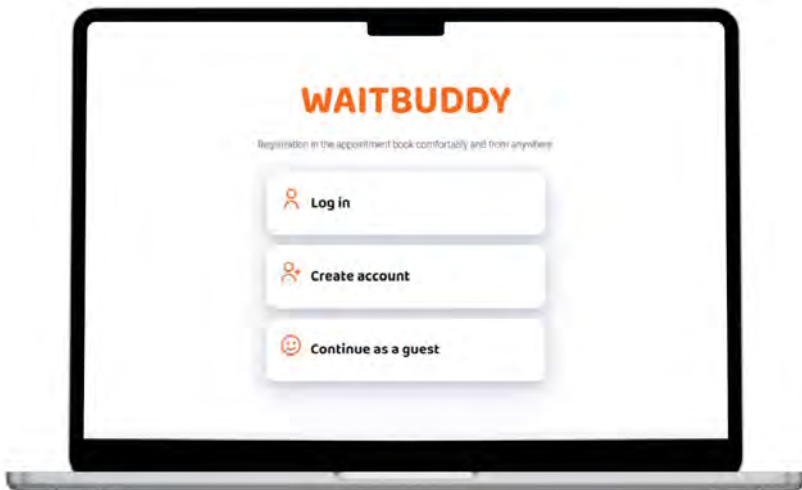 WAITBUDDY
Registration in the appointment book comfortably and from anywhere
Log in
Create account
Continue as a guest